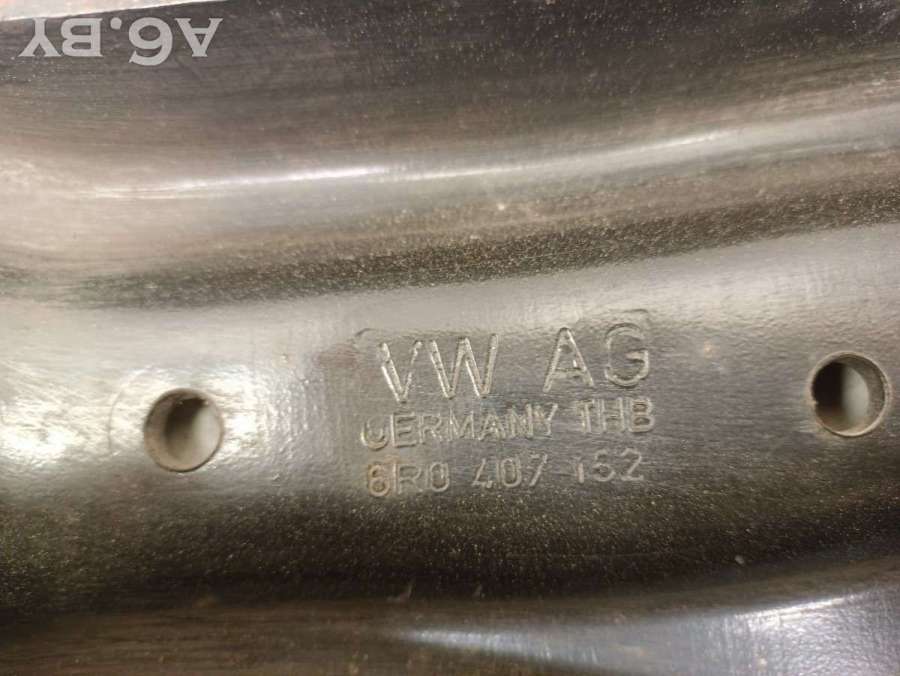 A6.BY
VW AG
GERMANY THB
6R0 407 152